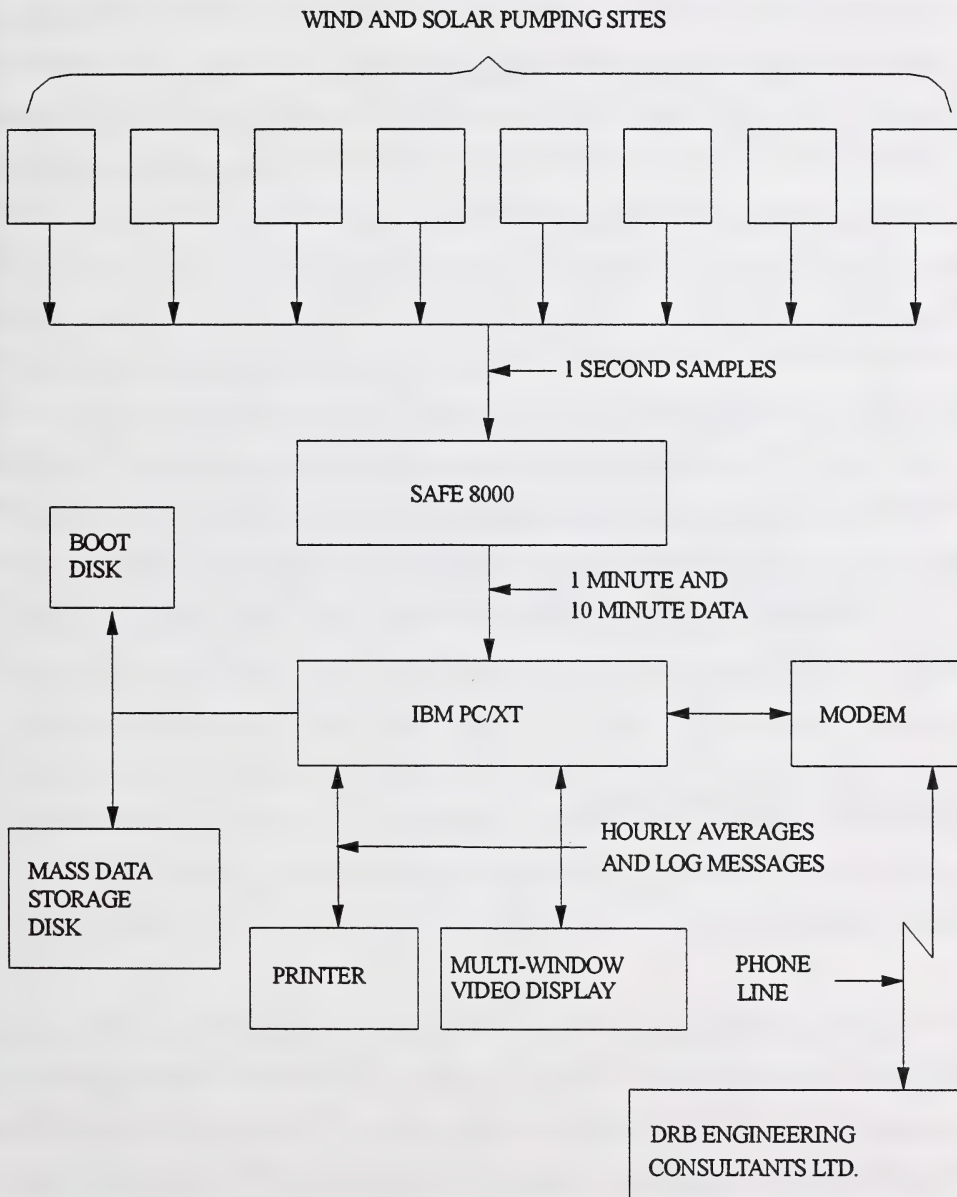 WIND AND SOLAR PUMPING SITES
1 SECOND SAMPLES
SAFE 8000
BOOT
DISK
1 MINUTE AND
10 MINUTE DATA
IBM PC/XT
MODEM
HOURLY AVERAGES
AND LOG MESSAGES
MASS DATA
STORAGE
DISK
PRINTER
MULTI-WINDOW
VIDEO DISPLAY
PHONE
LINE
DRB ENGINEERING
CONSULTANTS LTD.